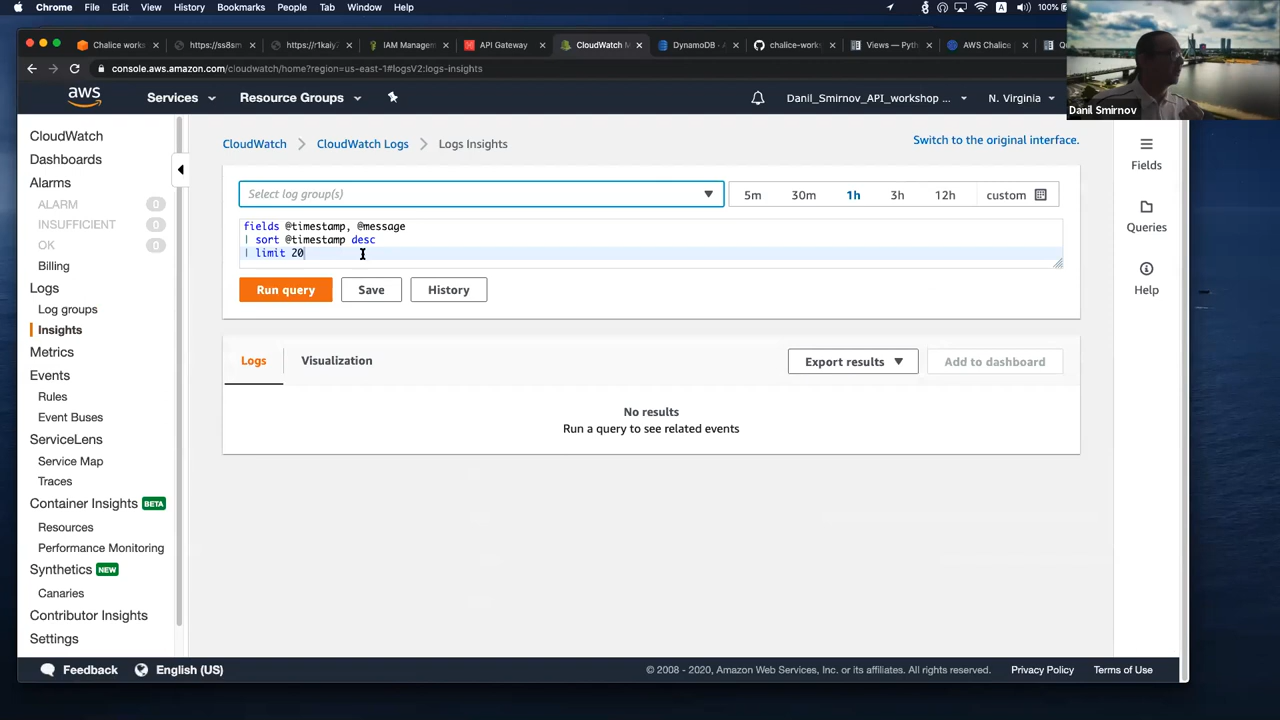 Chrome File Edit View History Bookmarks People Tab Window Help 100%
Chalice works https://ss8sm https://r1kaiy7 IAM Managem API Gateway CloudWatch M DynamoDB - A chalice-work Views — Pyth AWS Chalice
console.aws.amazon.com/cloudwatch/home?region=us-east-1#logsV2:logs-insights
Danil Smirnov
aws Services Resource Groups Danil_Smirnov_API_workshop ... N. Virginia
CloudWatch
Dashboards
Alarms
ALARM 0
INSUFFICIENT 0
OK 0
Billing
Logs
Log groups
Insights
Metrics
Events
Rules
Event Buses
ServiceLens
Service Map
Traces
Container Insights BETA
Resources
Performance Monitoring
Synthetics NEW
Canaries
Contributor Insights
Settings
CloudWatch CloudWatch Logs Logs Insights
Switch to the original interface.
Select log group(s)
5m 30m 1h 3h 12h custom
fields @timestamp, @message
| sort @timestamp desc
| limit 20
Run query Save History
Logs Visualization
Export results Add to dashboard
No results
Run a query to see related events
Fields
Queries
Help
Feedback English (US) © 2008 - 2020, Amazon Web Services, Inc. or its affiliates. All rights reserved. Privacy Policy Terms of Use